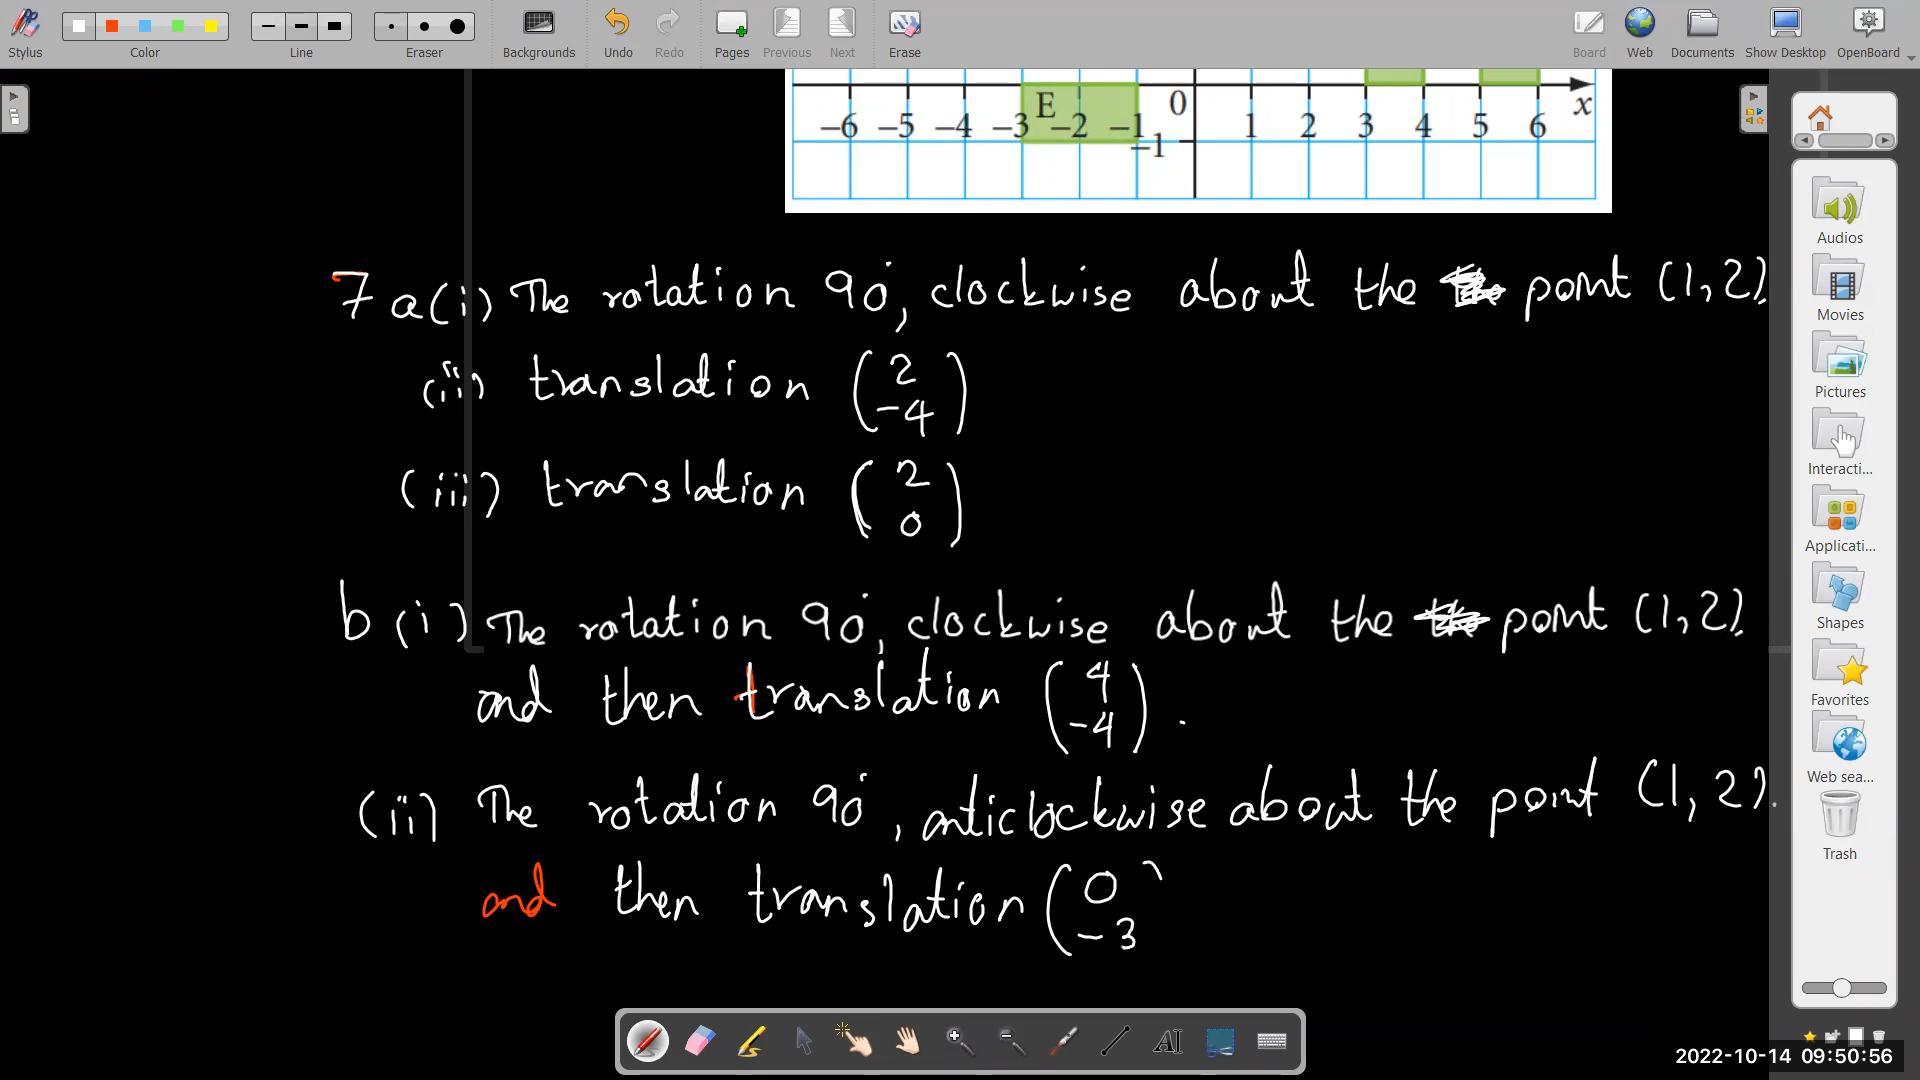 Stylus Color Line Eraser Backgrounds Undo Redo Pages Previous Next Erase Board Web Documents Show Desktop OpenBoard
E 0 x
–6 –5 –4 –3 –2 –1 1 2 3 4 5 6
–1
7 a(i) The rotation 90°, clockwise about the point (1,2).
(ii) translation (2 -4)
(iii) translation (2 0)
b (i) The rotation 90°, clockwise about the point (1,2).
and then translation (4 -4).
(ii) The rotation 90°, anticlockwise about the point (1,2).
and then translation (0 -3
Audios
Movies
Pictures
Interacti...
Applicati...
Shapes
Favorites
Web sea...
Trash
2022-10-14 09:50:56